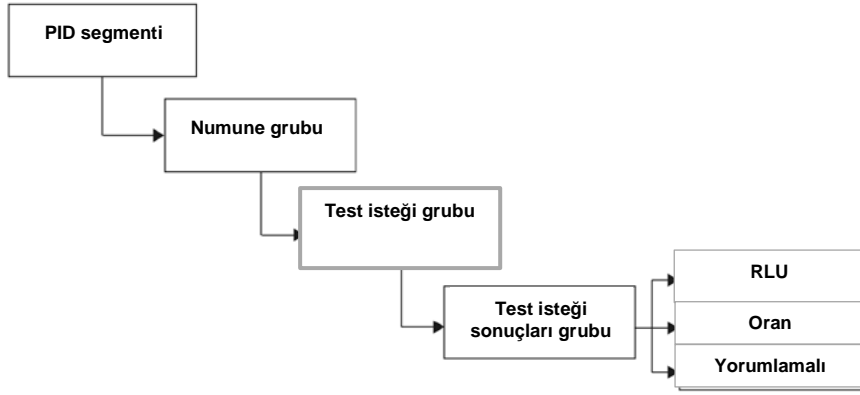 PID segmenti
Numune grubu
Test isteği grubu
Test isteği
sonuçları grubu
RLU
Oran
Yorumlamalı